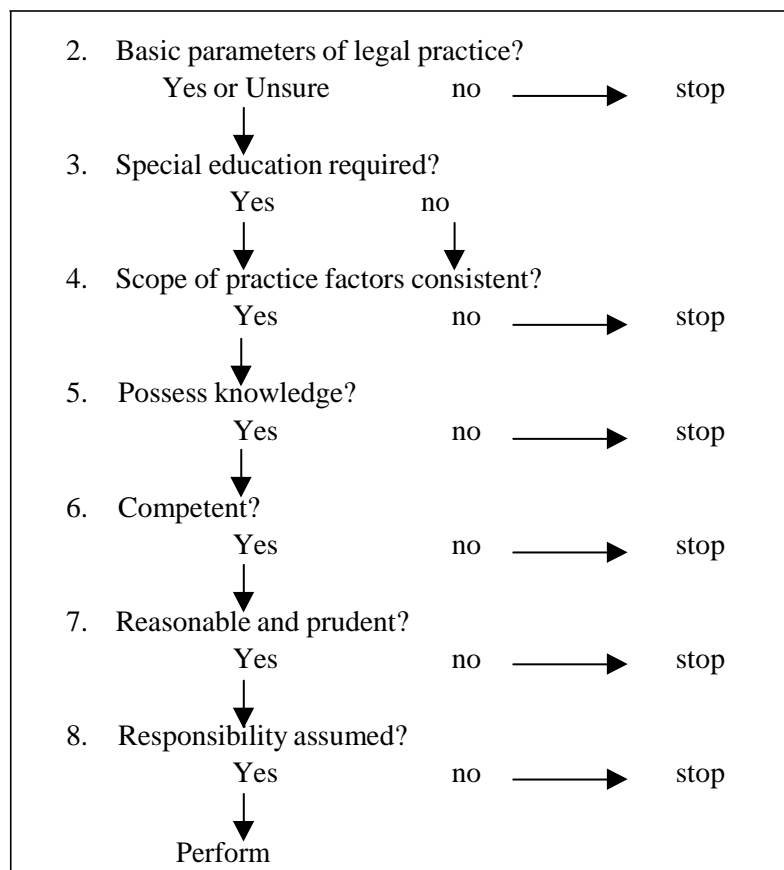 2. Basic parameters of legal practice?
Yes or Unsure no stop
3. Special education required?
Yes no
4. Scope of practice factors consistent?
Yes no stop
5. Possess knowledge?
Yes no stop
6. Competent?
Yes no stop
7. Reasonable and prudent?
Yes no stop
8. Responsibility assumed?
Yes no stop
Perform